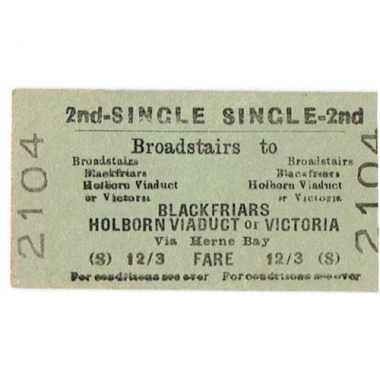 2nd-SINGLE SINGLE-2nd
Broadstairs to
Broadstairs Broadstairs
Blackfriars Blackfriars
Holborn Viaduct Holborn Viaduct
or Victoria or Victoria
BLACKFRIARS
HOLBORN VIADUCT or VICTORIA
Via Herne Bay
(S) 12/3 FARE 12/3 (S)
For conditions see over For conditions see over
2104
2104